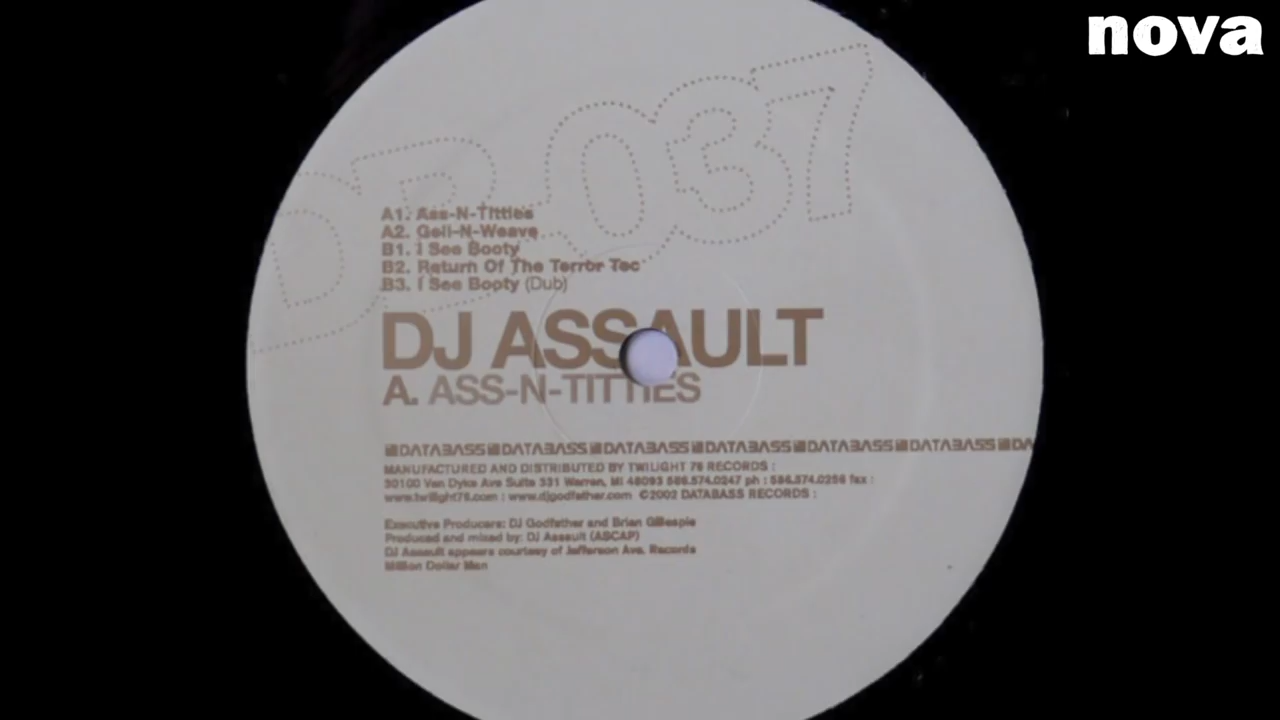 nova
DB 037
A1. Ass-N-Titties
A2. Gell-N-Weave
B1. I See Booty
B2. Return Of The Terror Tec
B3. I See Booty (Dub)
DJ ASSAULT
A. ASS-N-TITTIES
DATABASS DATABASS DATABASS DATABASS DATABASS DATABASS DA
MANUFACTURED AND DISTRIBUTED BY TWILIGHT 76 RECORDS :
30100 Van Dyke Ave Suite 331 Warren, MI 48093 586.574.0247 ph : 586.574.0256 fax :
www.twilight76.com : www.djgodfather.com ©2002 DATABASS RECORDS :
Executive Producers: DJ Godfather and Brian Gillespie
Produced and mixed by: DJ Assault (ASCAP)
DJ Assault appears courtesy of Jefferson Ave. Records
Million Dollar Man